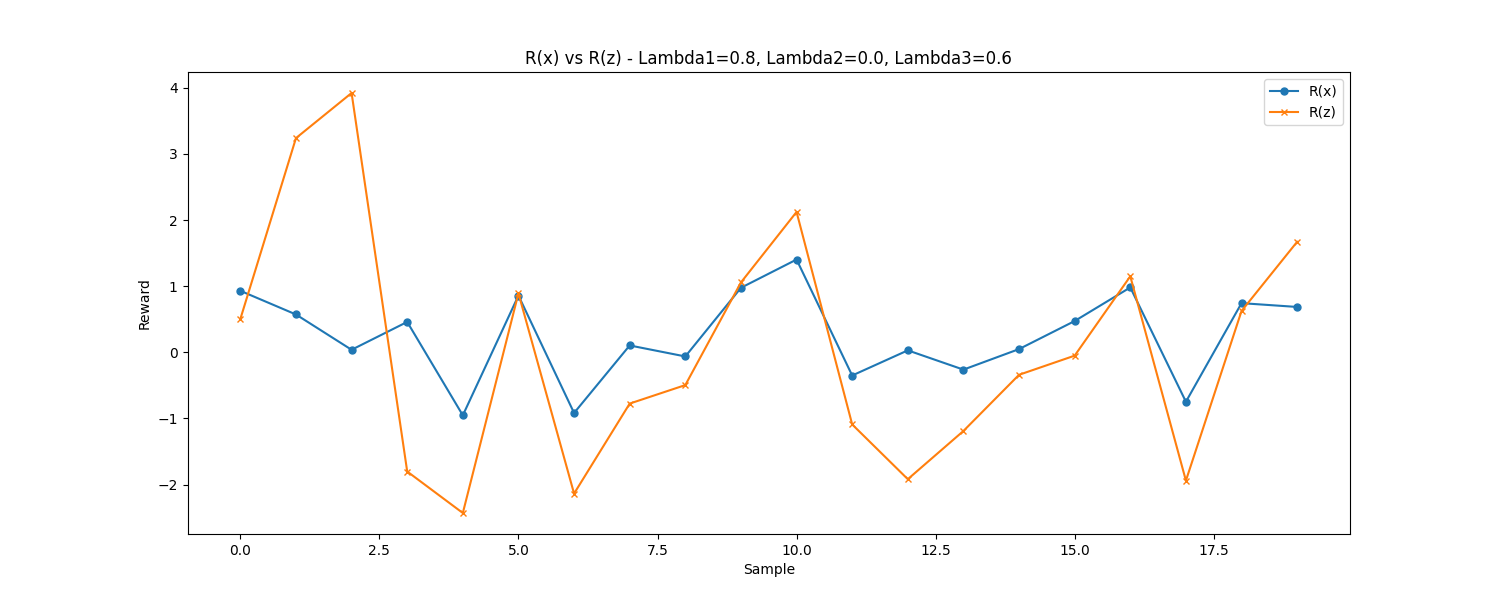 R(x) vs R(z) - Lambda1=0.8, Lambda2=0.0, Lambda3=0.6
R(x)
R(z)
4
3
2
1
0
−1
−2
Reward
0.0 2.5 5.0 7.5 10.0 12.5 15.0 17.5
Sample